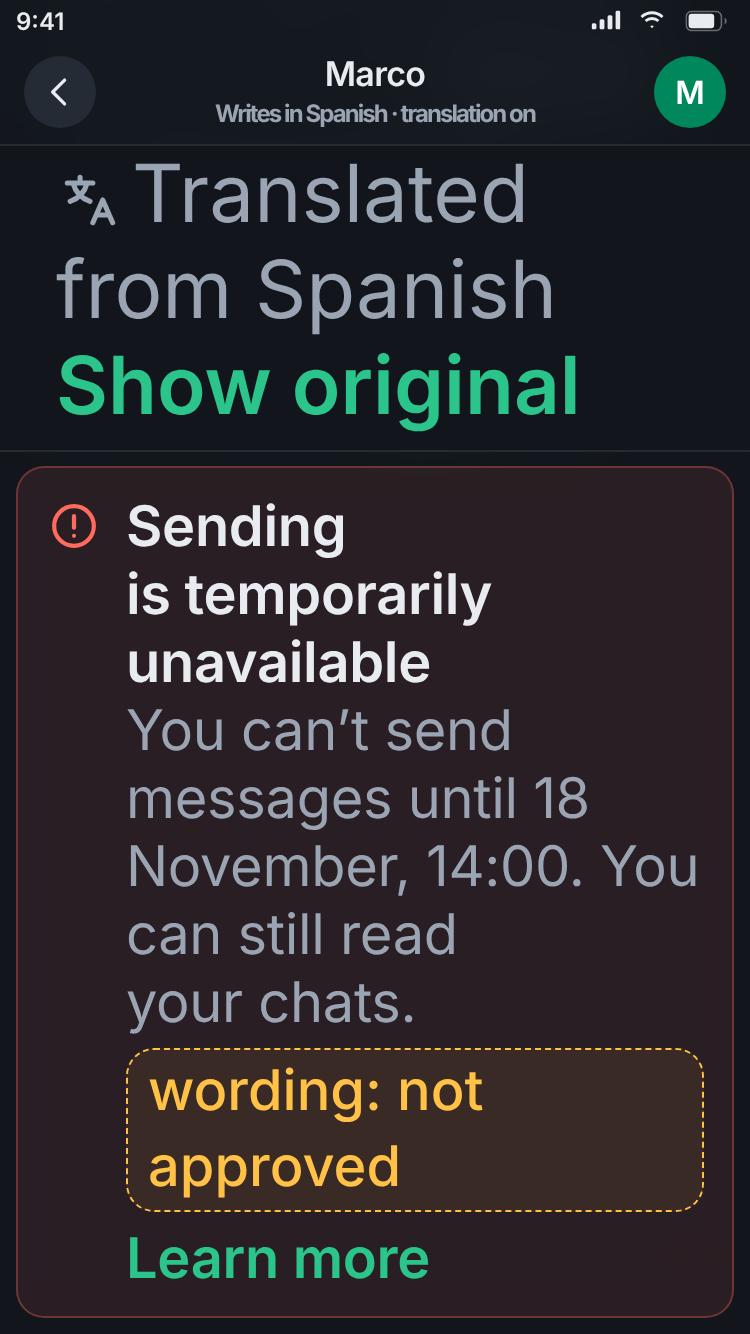 9:41
Marco
Writes in Spanish · translation on
M
Translated
from Spanish
Show original
Sending
is temporarily
unavailable
You can’t send
messages until 18
November, 14:00. You
can still read
your chats.
wording: not
approved
Learn more